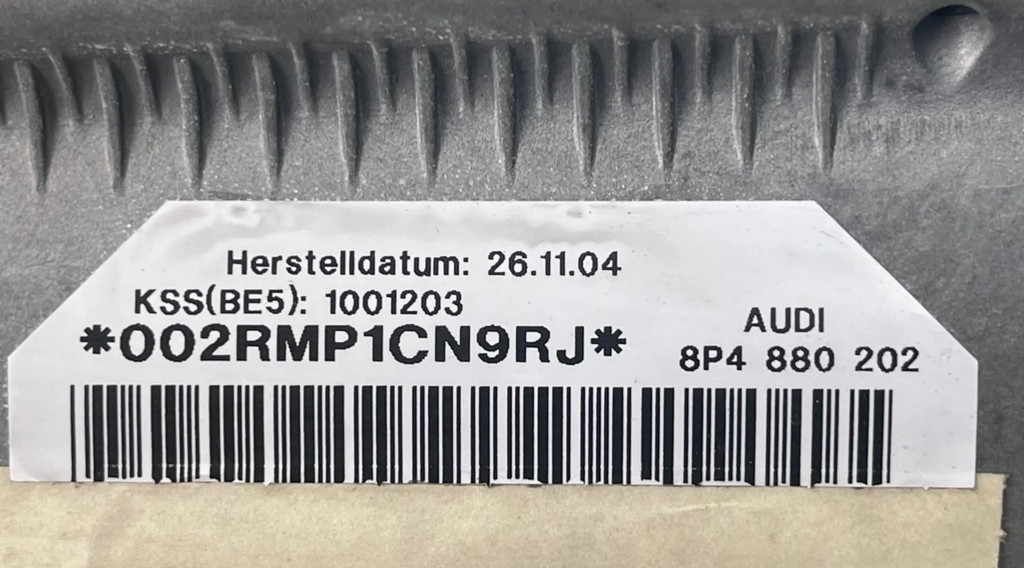 Herstelldatum: 26.11.04
KSS(BE5): 1001203
*002RMP1CN9RJ*
AUDI
8P4 880 202